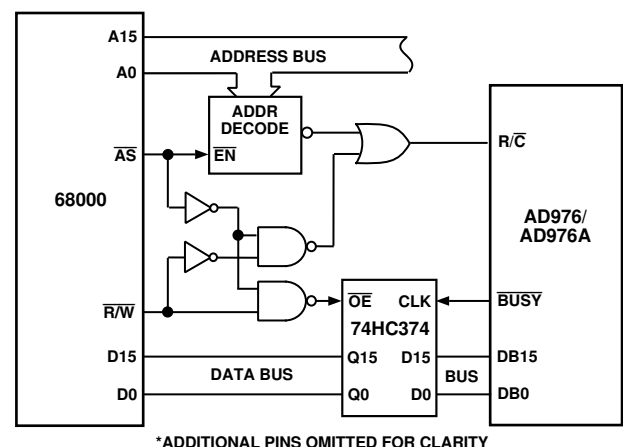 A15
ADDRESS BUS
A0
ADDR
DECODE
AS
EN
R/C
68000
AD976/
AD976A
R/W
OE
CLK
BUSY
74HC374
D15
Q15
D15
DB15
DATA BUS
BUS
D0
Q0
D0
DB0
*ADDITIONAL PINS OMITTED FOR CLARITY